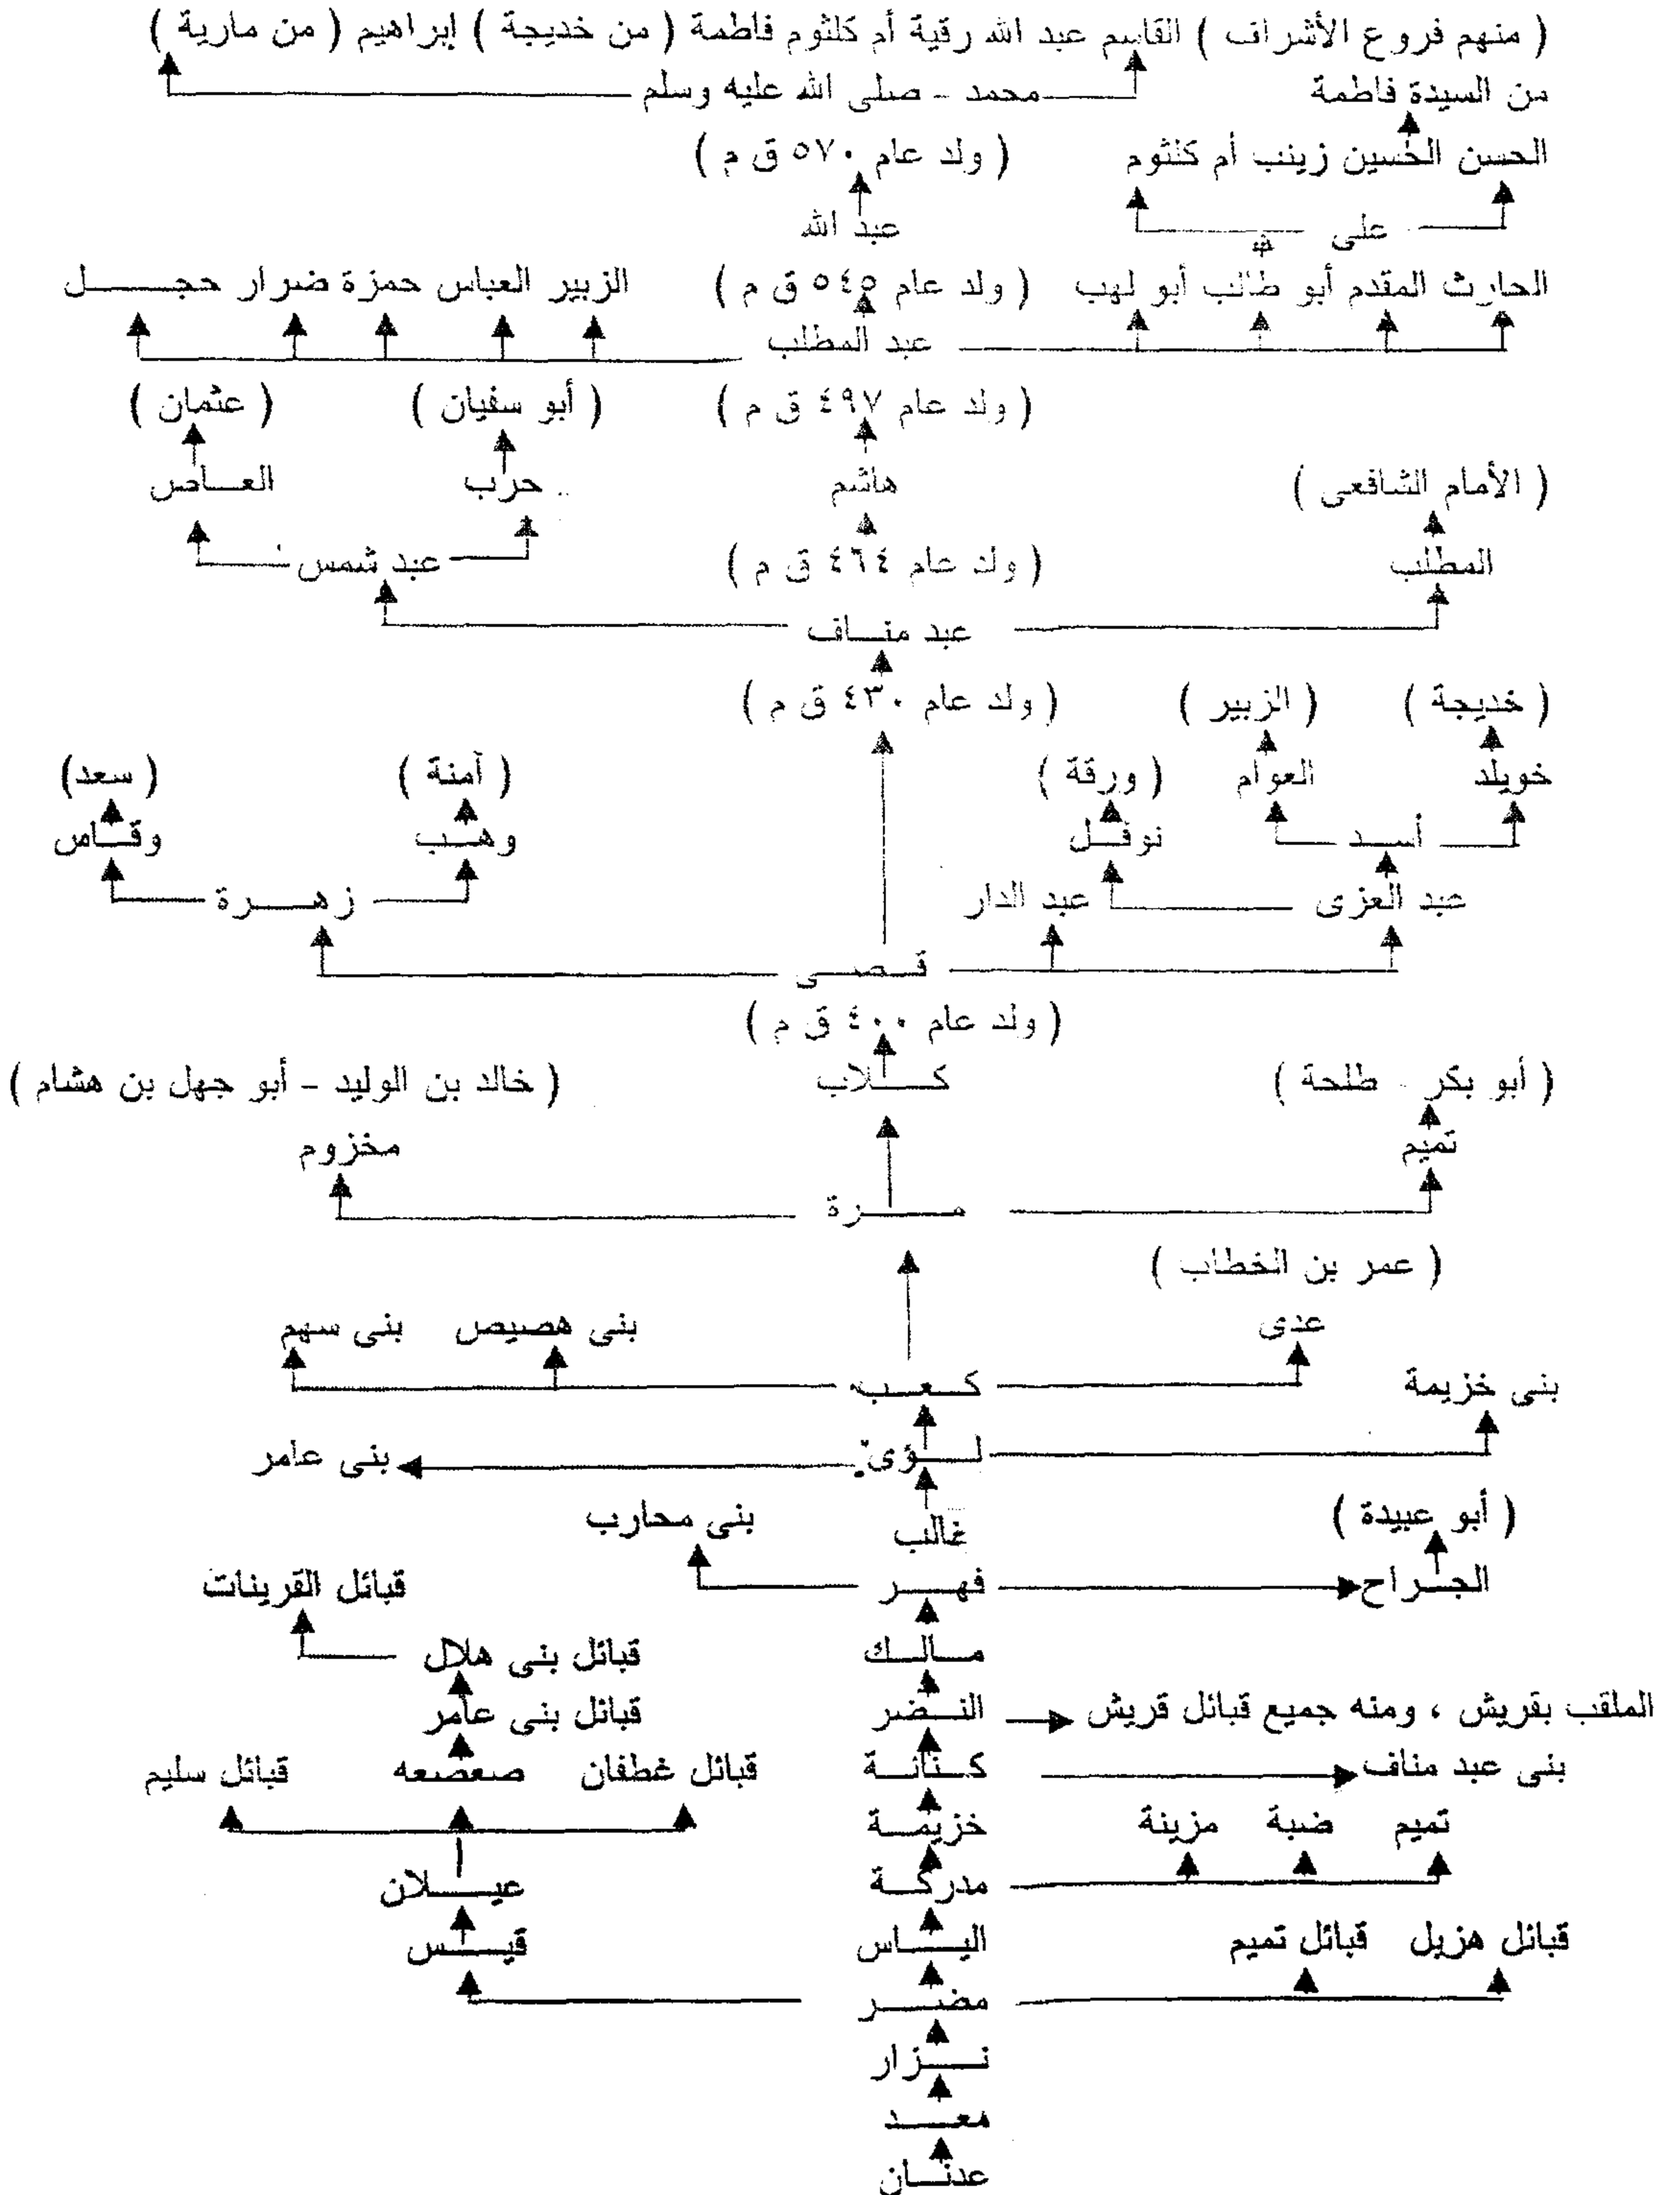 ( منهم فروع الأشراف ) القاسم عبد الله رقية أم كلثوم فاطمة ( من خديجة ) إبراهيم ( من مارية )
من السيدة فاطمة محمد - صلى الله عليه وسلم
الحسن الحسين زينب أم كلثوم ( ولد عام ٥٧٠ ق م )
على عبد الله
الحارث المقدم أبو طالب أبو لهب ( ولد عام ٥٤٥ ق م ) الزبير العباس حمزة ضرار حجل
عبد المطلب
( ولد عام ٤٩٧ ق م ) ( أبو سفيان ) ( عثمان )
( الأمام الشافعى ) هاشم حرب العاص
المطلب ( ولد عام ٤٦٤ ق م ) عبد شمس
عبد مناف
( خديجة ) ( الزبير ) ( ولد عام ٤٣٠ ق م )
خويلد العوام ( ورقة ) ( آمنة ) ( سعد )
أسد نوفل وهب وقاص
عبد العزى عبد الدار زهرة
قصى
( ولد عام ٤٠٠ ق م )
( أبو بكر - طلحة ) كلاب ( خالد بن الوليد - أبو جهل بن هشام )
تميم مخزوم
مرة
( عمر بن الخطاب )
عدى بنى هصيص بنى سهم
بنى خزيمة كعب
لؤى بنى عامر
( أبو عبيدة ) غالب بنى محارب
الجراح فهر قبائل القرينات
مالك قبائل بنى هلال
الملقب بقريش ، ومنه جميع قبائل قريش النضر قبائل بنى عامر
بنى عبد مناف كنانة قبائل غطفان صعصعه قبائل سليم
تميم ضبة مزينة خزيمة
مدركة عيلان
قبائل هزيل قبائل تميم الياس قيس
مضر
نزار
معد
عدنان